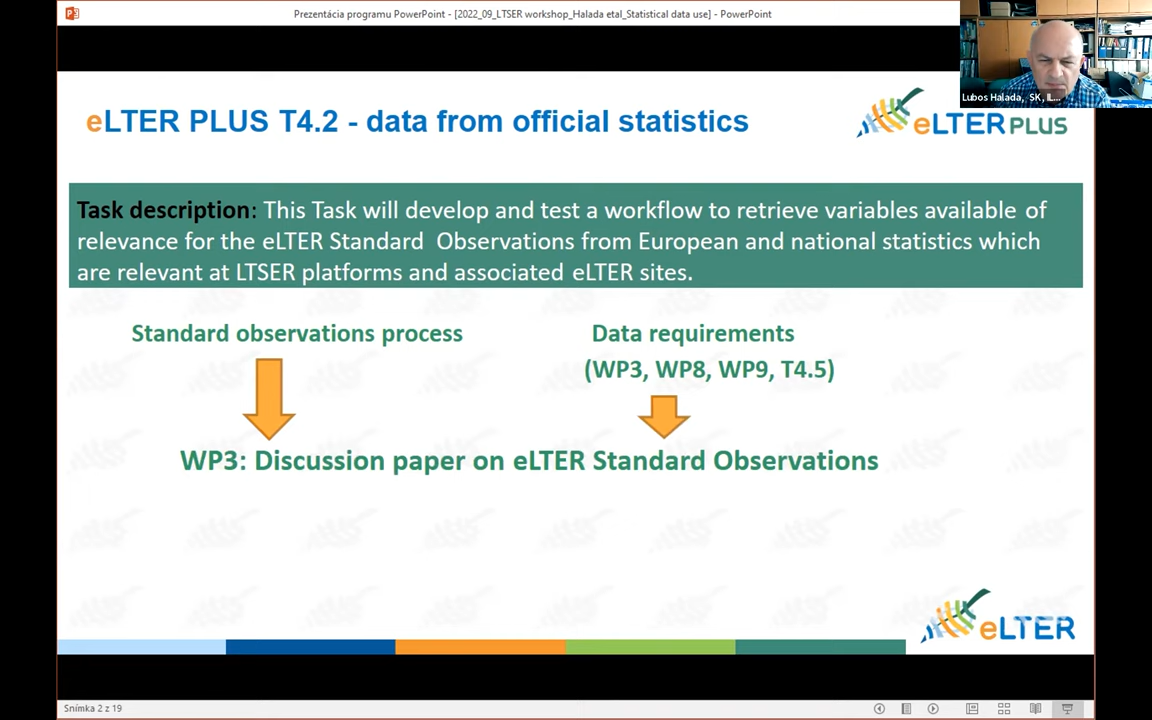 Prezentácia programu PowerPoint - [2022_09_LTSER workshop_Halada etal_Statistical data use] - PowerPoint
Lubos Halada, SK, IL...
eLTER PLUS T4.2 - data from official statistics
eLTER PLUS
Task description: This Task will develop and test a workflow to retrieve variables available of
relevance for the eLTER Standard Observations from European and national statistics which
are relevant at LTSER platforms and associated eLTER sites.
Standard observations process
Data requirements
(WP3, WP8, WP9, T4.5)
WP3: Discussion paper on eLTER Standard Observations
eLTER
Snímka 2 z 19